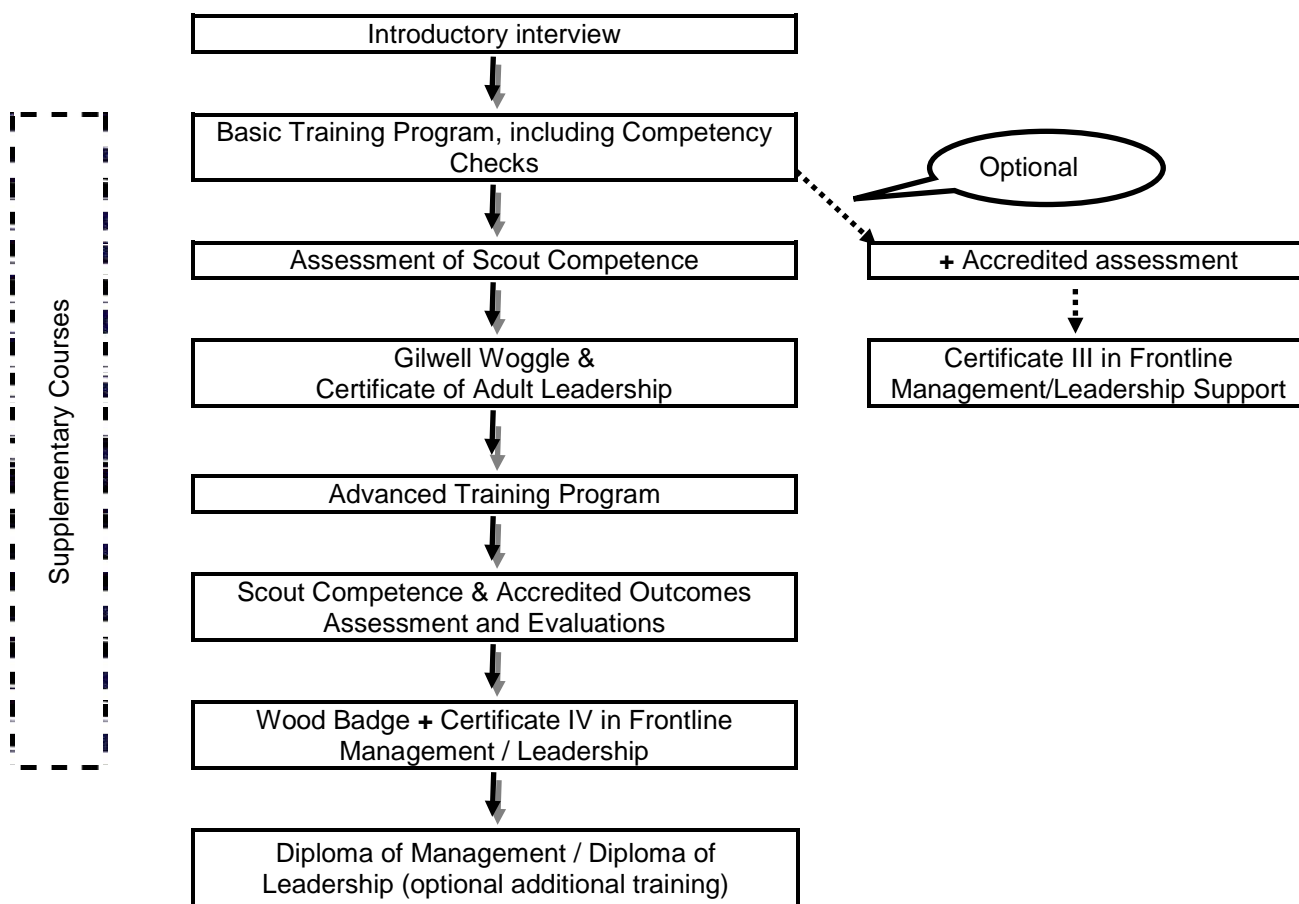 Introductory interview
Basic Training Program, including Competency
Checks
Optional
Assessment of Scout Competence
+ Accredited assessment
Supplementary Courses
Gilwell Woggle &
Certificate of Adult Leadership
Certificate III in Frontline
Management/Leadership Support
Advanced Training Program
Scout Competence & Accredited Outcomes
Assessment and Evaluations
Wood Badge + Certificate IV in Frontline
Management / Leadership
Diploma of Management / Diploma of
Leadership (optional additional training)